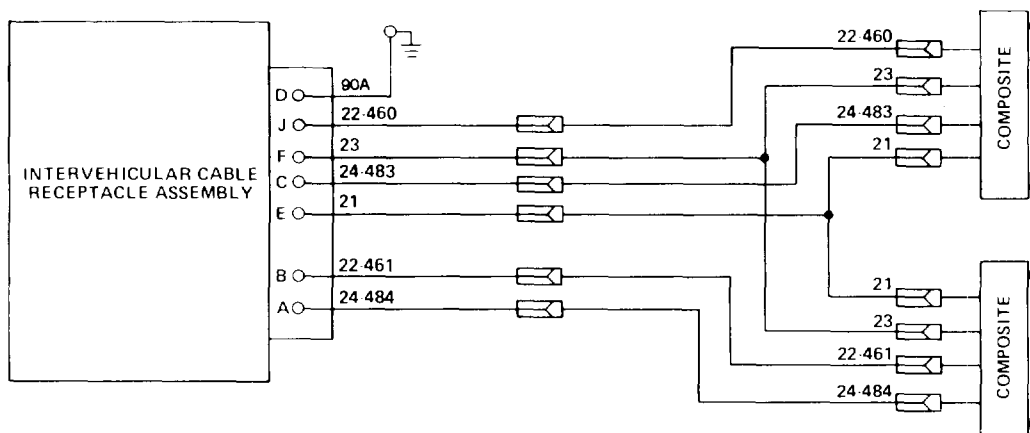 INTERVEHICULAR CABLE
RECEPTACLE ASSEMBLY
D
90A
J
22-460
F
23
C
24-483
E
21
B
22-461
A
24-484
22-460
23
24-483
21
COMPOSITE
21
23
22-461
24-484
COMPOSITE